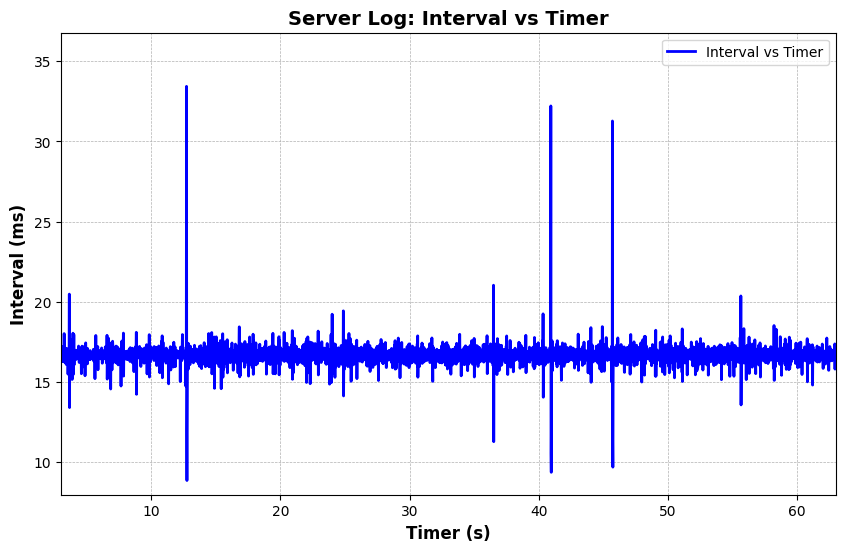 Server Log: Interval vs Timer
Interval vs Timer
Interval (ms)
35
30
25
20
15
10
10 20 30 40 50 60
Timer (s)